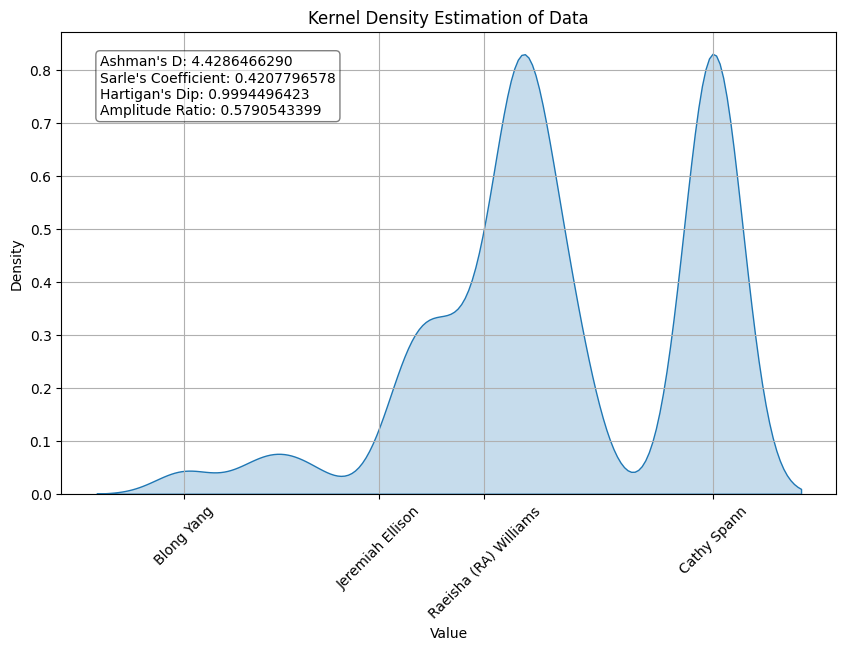 Kernel Density Estimation of Data
Ashman's D: 4.4286466290
Sarle's Coefficient: 0.4207796578
Hartigan's Dip: 0.9994496423
Amplitude Ratio: 0.5790543399
Density
0.8
0.7
0.6
0.5
0.4
0.3
0.2
0.1
0.0
Blong Yang
Jeremiah Ellison
Raeisha (RA) Williams
Cathy Spann
Value